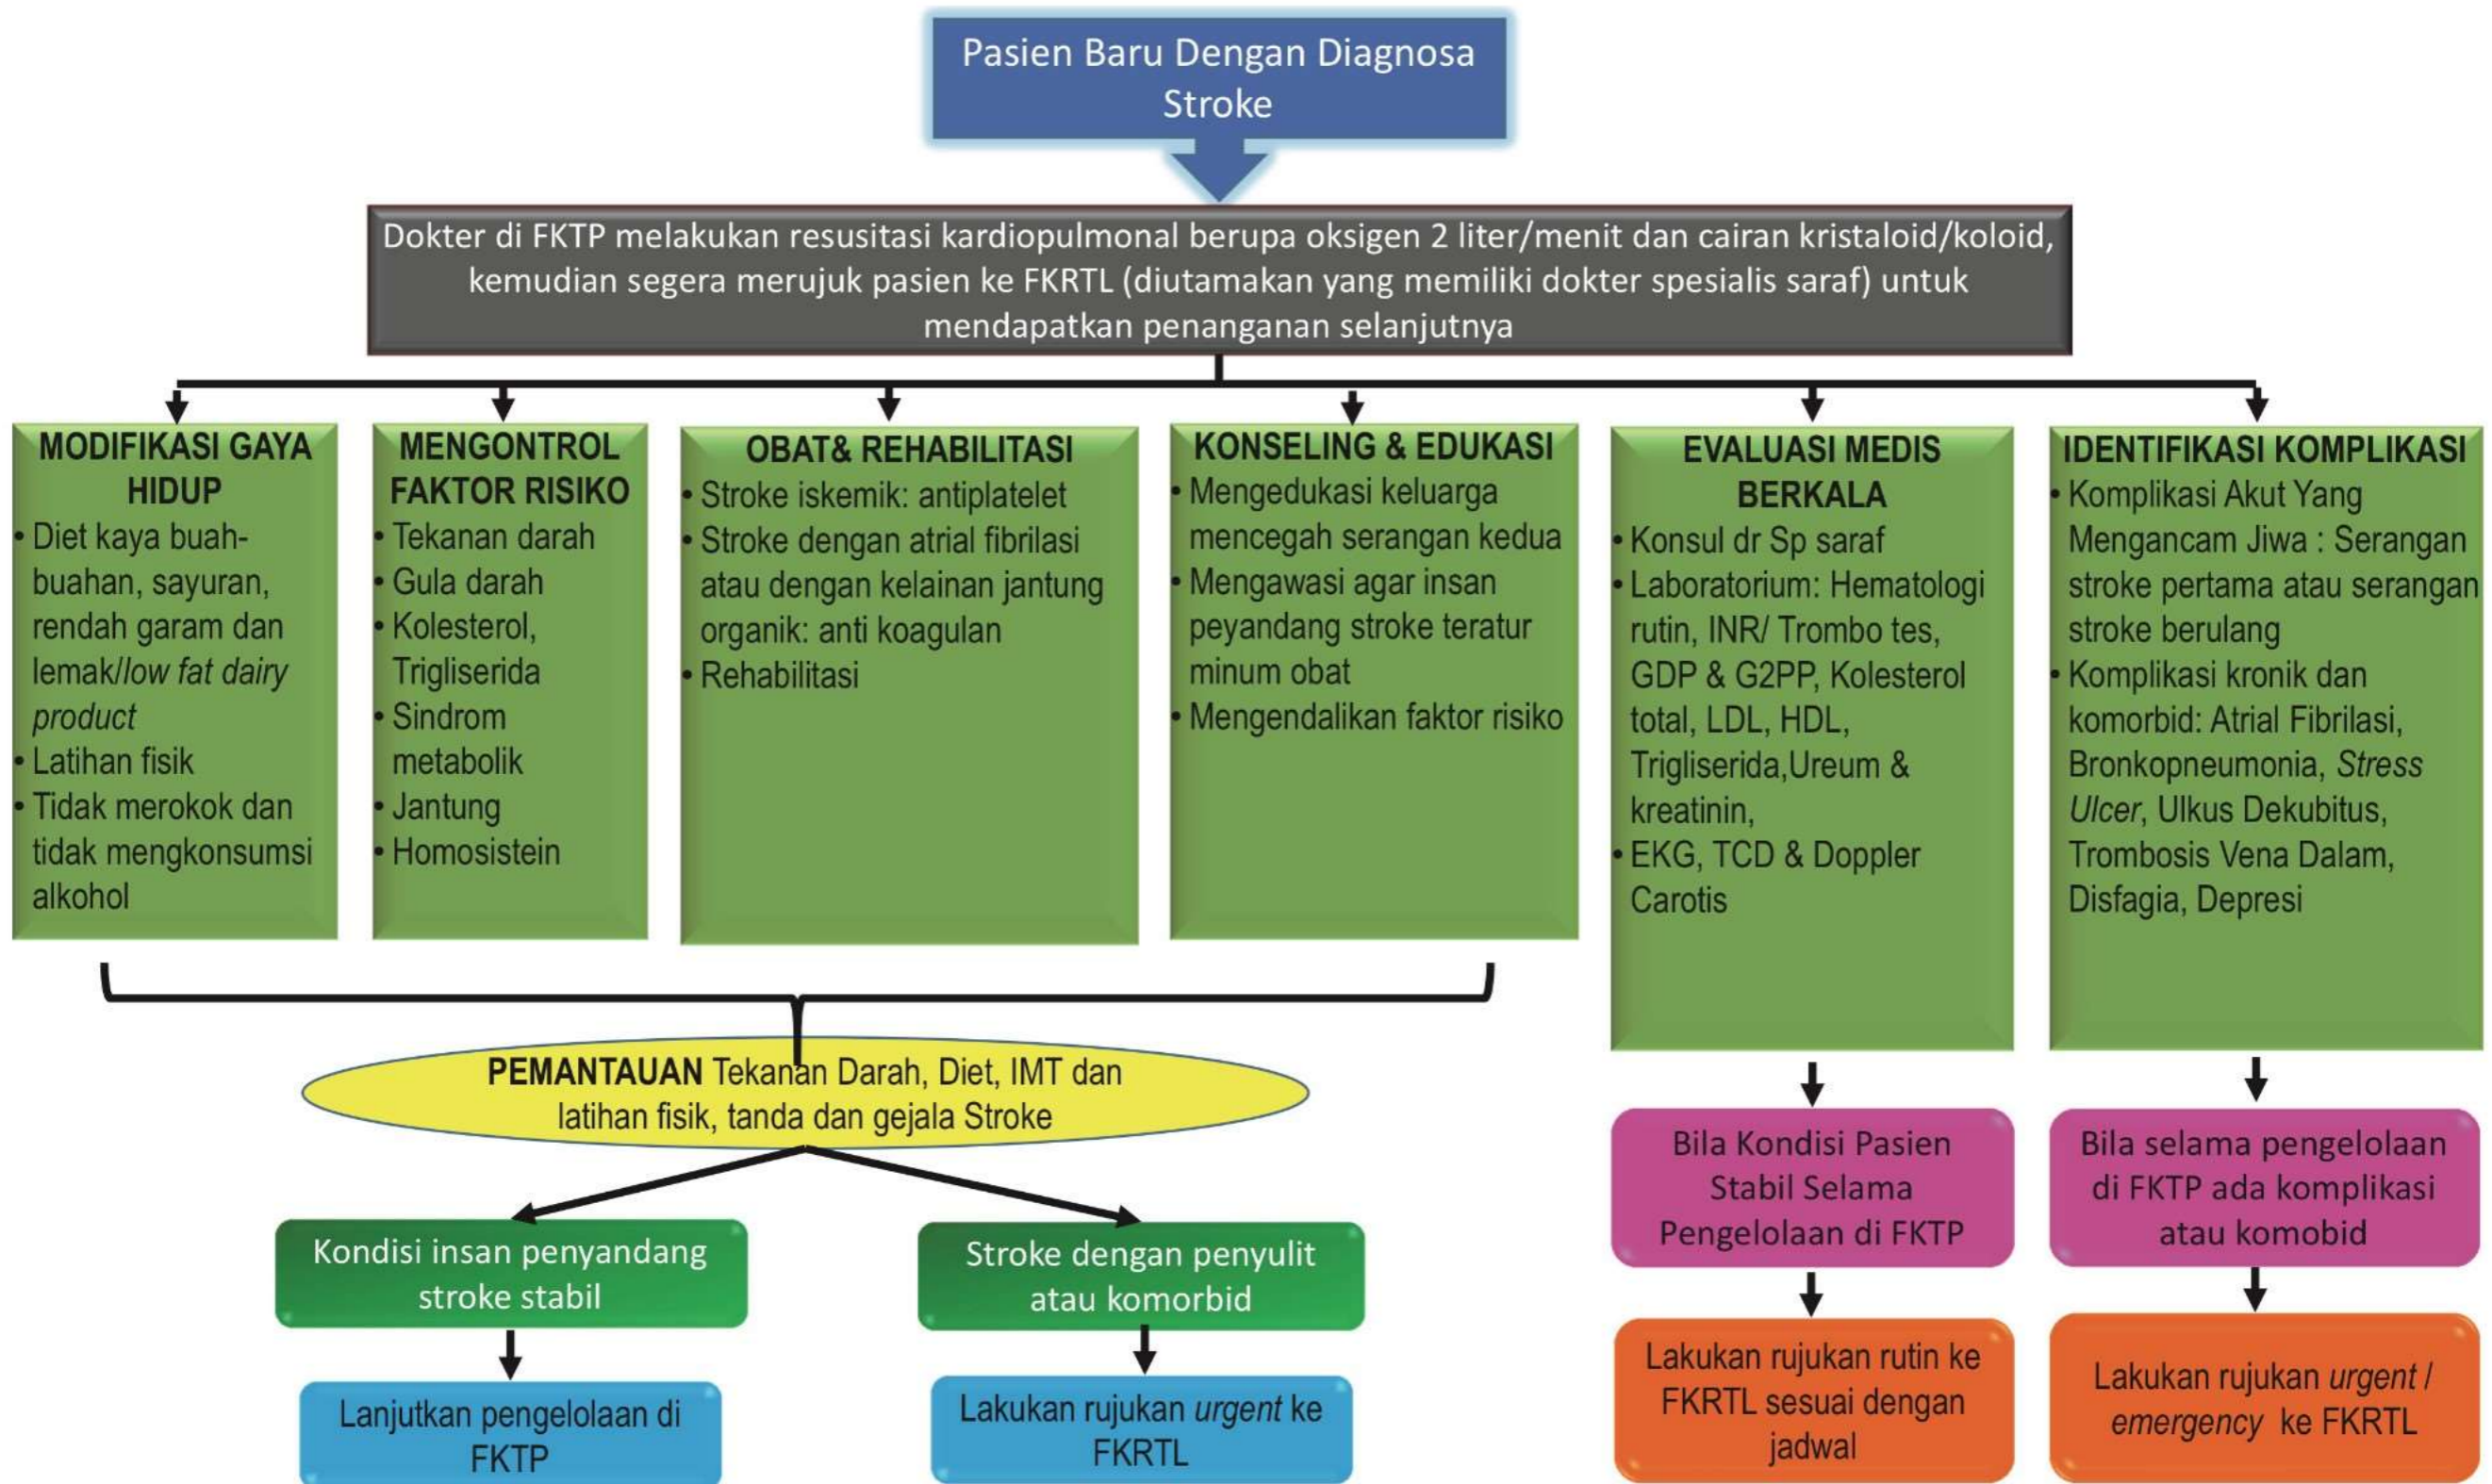 Pasien Baru Dengan Diagnosa
Stroke
Dokter di FKTP melakukan resusitasi kardiopulmonal berupa oksigen 2 liter/menit dan cairan kristaloid/koloid,
kemudian segera merujuk pasien ke FKRTL (diutamakan yang memiliki dokter spesialis saraf) untuk
mendapatkan penanganan selanjutnya
MODIFIKASI GAYA
HIDUP
• Diet kaya buah-
buahan, sayuran,
rendah garam dan
lemak/low fat dairy
product
• Latihan fisik
• Tidak merokok dan
tidak mengkonsumsi
alkohol
MENGONTROL
FAKTOR RISIKO
• Tekanan darah
• Gula darah
• Kolesterol,
Trigliserida
• Sindrom
metabolik
• Jantung
• Homosistein
OBAT& REHABILITASI
• Stroke iskemik: antiplatelet
• Stroke dengan atrial fibrilasi
atau dengan kelainan jantung
organik: anti koagulan
• Rehabilitasi
KONSELING & EDUKASI
• Mengedukasi keluarga
mencegah serangan kedua
• Mengawasi agar insan
peyandang stroke teratur
minum obat
• Mengendalikan faktor risiko
EVALUASI MEDIS
BERKALA
• Konsul dr Sp saraf
• Laboratorium: Hematologi
rutin, INR/ Trombo tes,
GDP & G2PP, Kolesterol
total, LDL, HDL,
Trigliserida,Ureum &
kreatinin,
• EKG, TCD & Doppler
Carotis
IDENTIFIKASI KOMPLIKASI
• Komplikasi Akut Yang
Mengancam Jiwa : Serangan
stroke pertama atau serangan
stroke berulang
• Komplikasi kronik dan
komorbid: Atrial Fibrilasi,
Bronkopneumonia, Stress
Ulcer, Ulkus Dekubitus,
Trombosis Vena Dalam,
Disfagia, Depresi
PEMANTAUAN Tekanan Darah, Diet, IMT dan
latihan fisik, tanda dan gejala Stroke
Kondisi insan penyandang
stroke stabil
Lanjutkan pengelolaan di
FKTP
Stroke dengan penyulit
atau komorbid
Lakukan rujukan urgent ke
FKRTL
Bila Kondisi Pasien
Stabil Selama
Pengelolaan di FKTP
Lakukan rujukan rutin ke
FKRTL sesuai dengan
jadwal
Bila selama pengelolaan
di FKTP ada komplikasi
atau komobid
Lakukan rujukan urgent /
emergency ke FKRTL